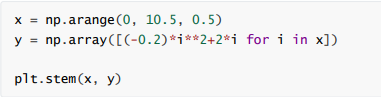 x = np.arange(0, 10.5, 0.5)
y = np.array([(-0.2)*i**2+2*i for i in x])
plt.stem(x, y)